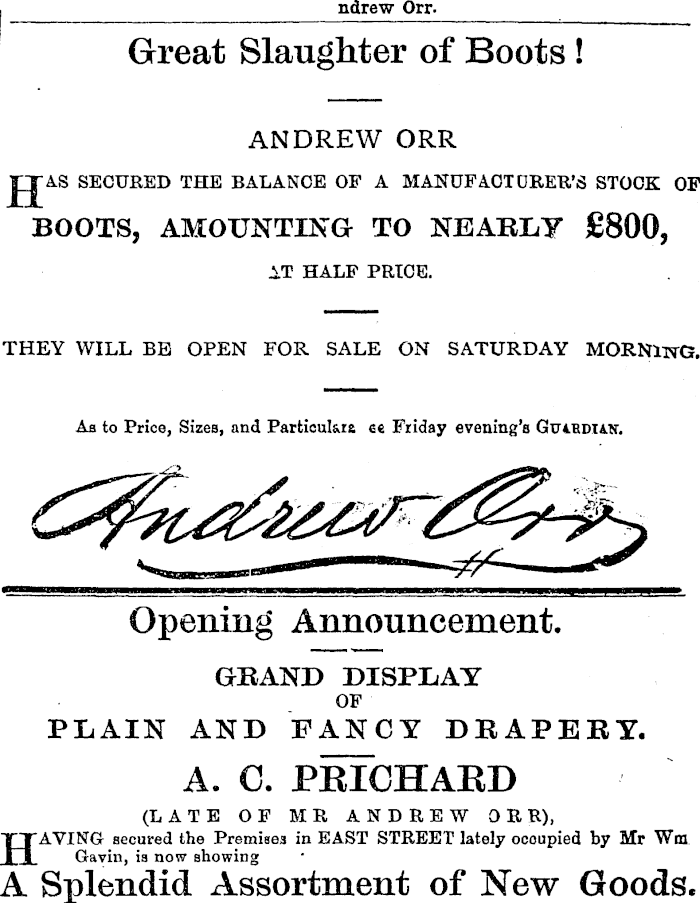 ndrew Orr.
Great Slaughter of Boots!
ANDREW ORR
HAS SECURED THE BALANCE OF A MANUFACTURER'S STOCK OF
BOOTS, AMOUNTING TO NEARLY £800,
AT HALF PRICE.
THEY WILL BE OPEN FOR SALE ON SATURDAY MORNING.
As to Price, Sizes, and Particulars ee Friday evening's GUARDIAN.
Andrew Orr
Opening Announcement.
GRAND DISPLAY
OF
PLAIN AND FANCY DRAPERY.
A. C. PRICHARD
(LATE OF MR ANDREW ORR),
HAVING secured the Premises in EAST STREET lately occupied by Mr Wm
Gavin, is now showing
A Splendid Assortment of New Goods.